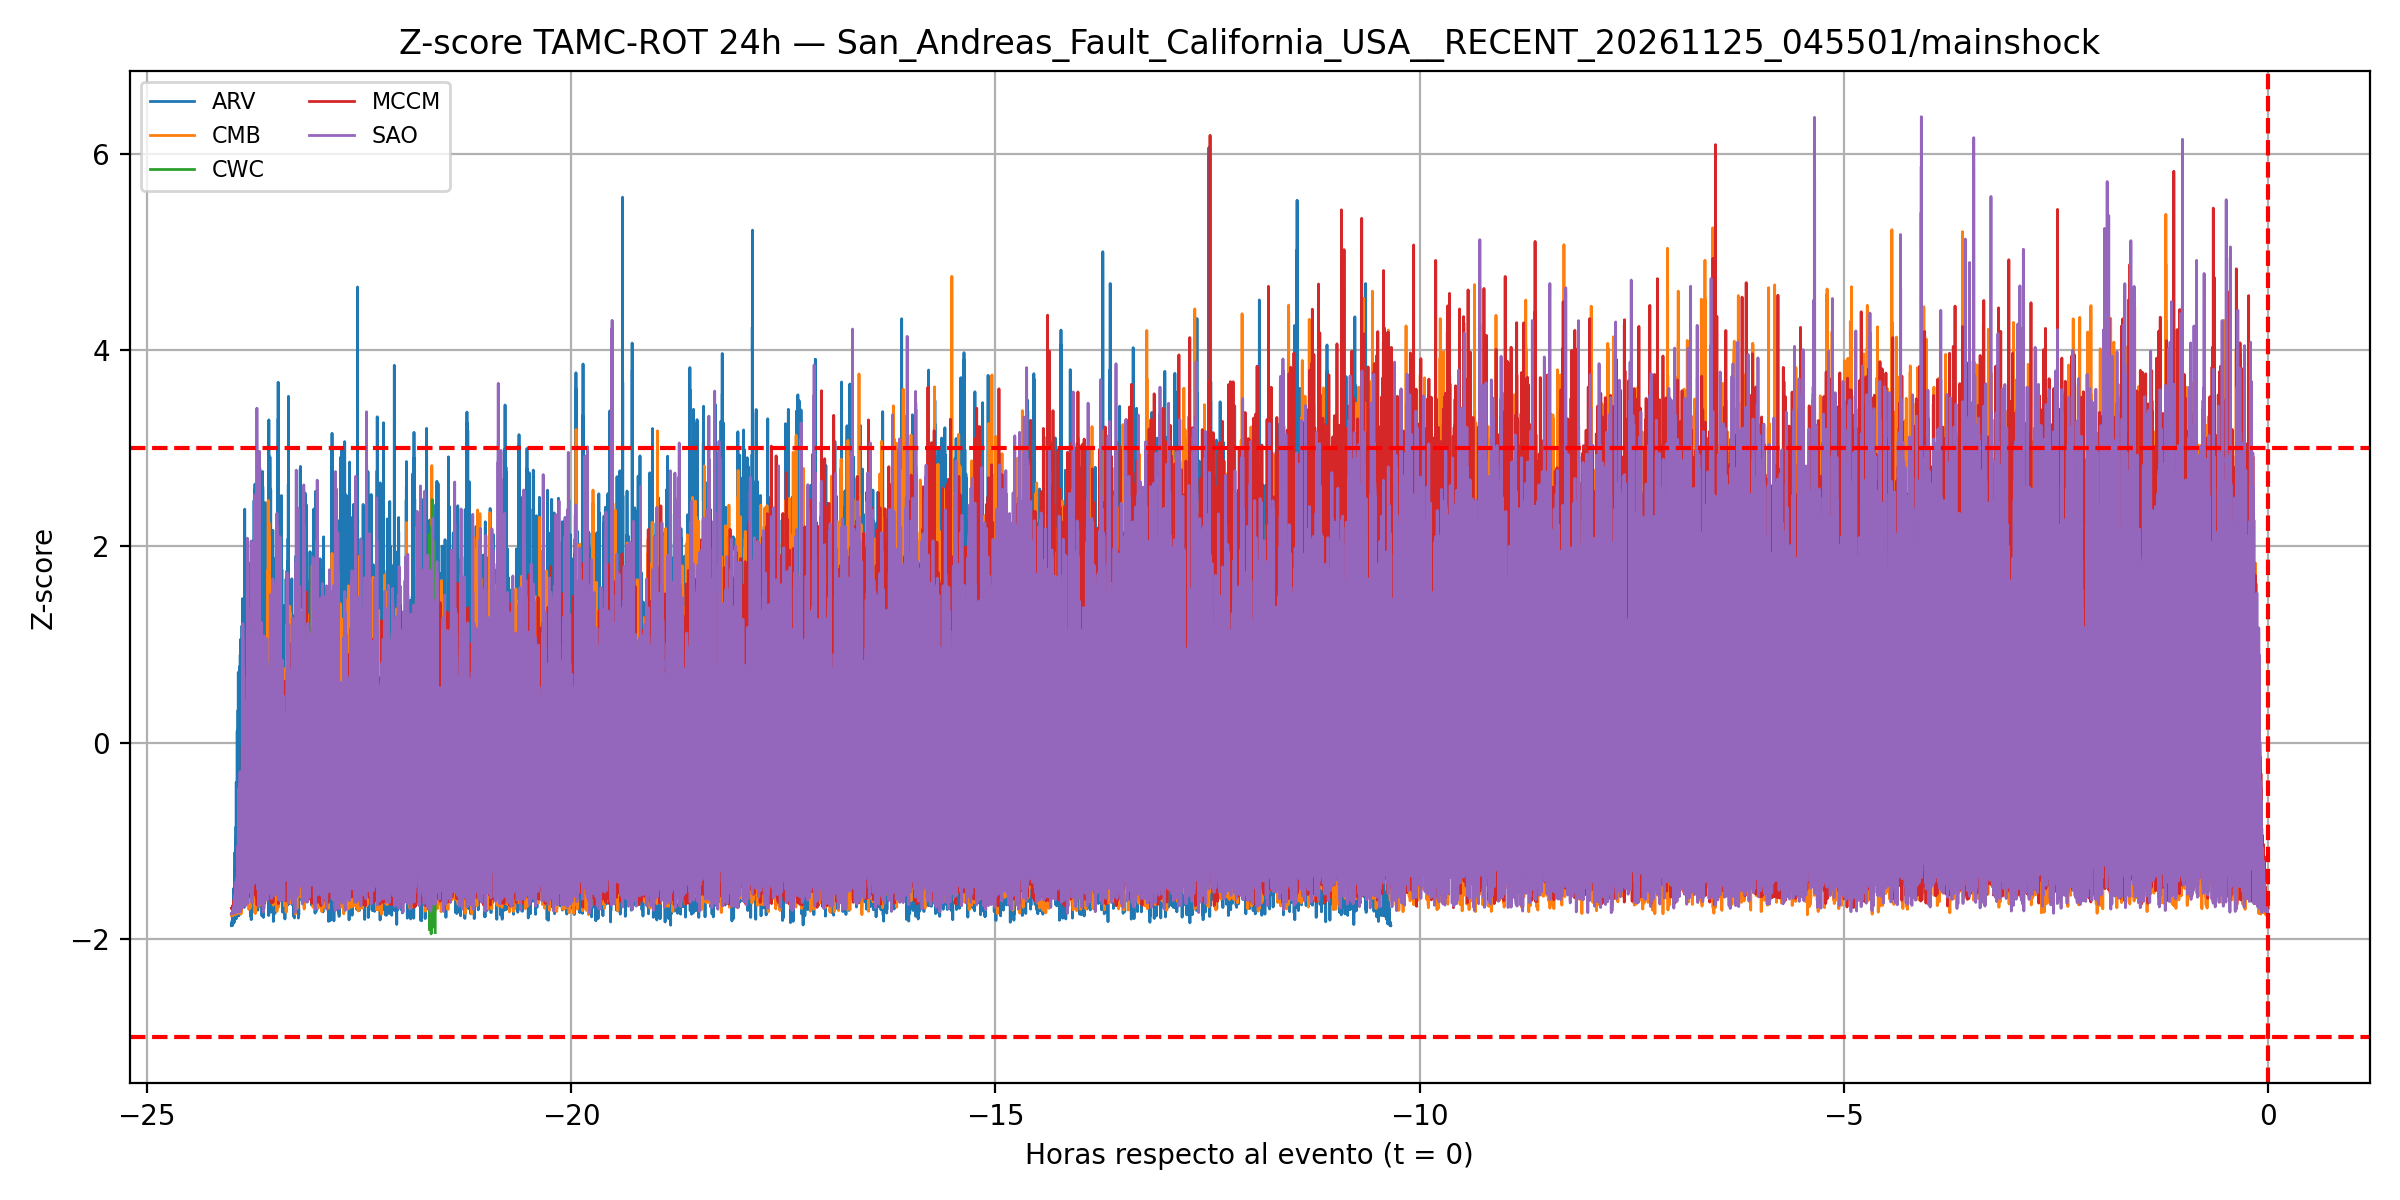 Z-score TAMC-ROT 24h — San_Andreas_Fault_California_USA__RECENT_20261125_045501/mainshock
ARV
CMB
CWC
MCCM
SAO
6
4
2
0
−2
Z-score
−25
−20
−15
−10
−5
0
Horas respecto al evento (t = 0)